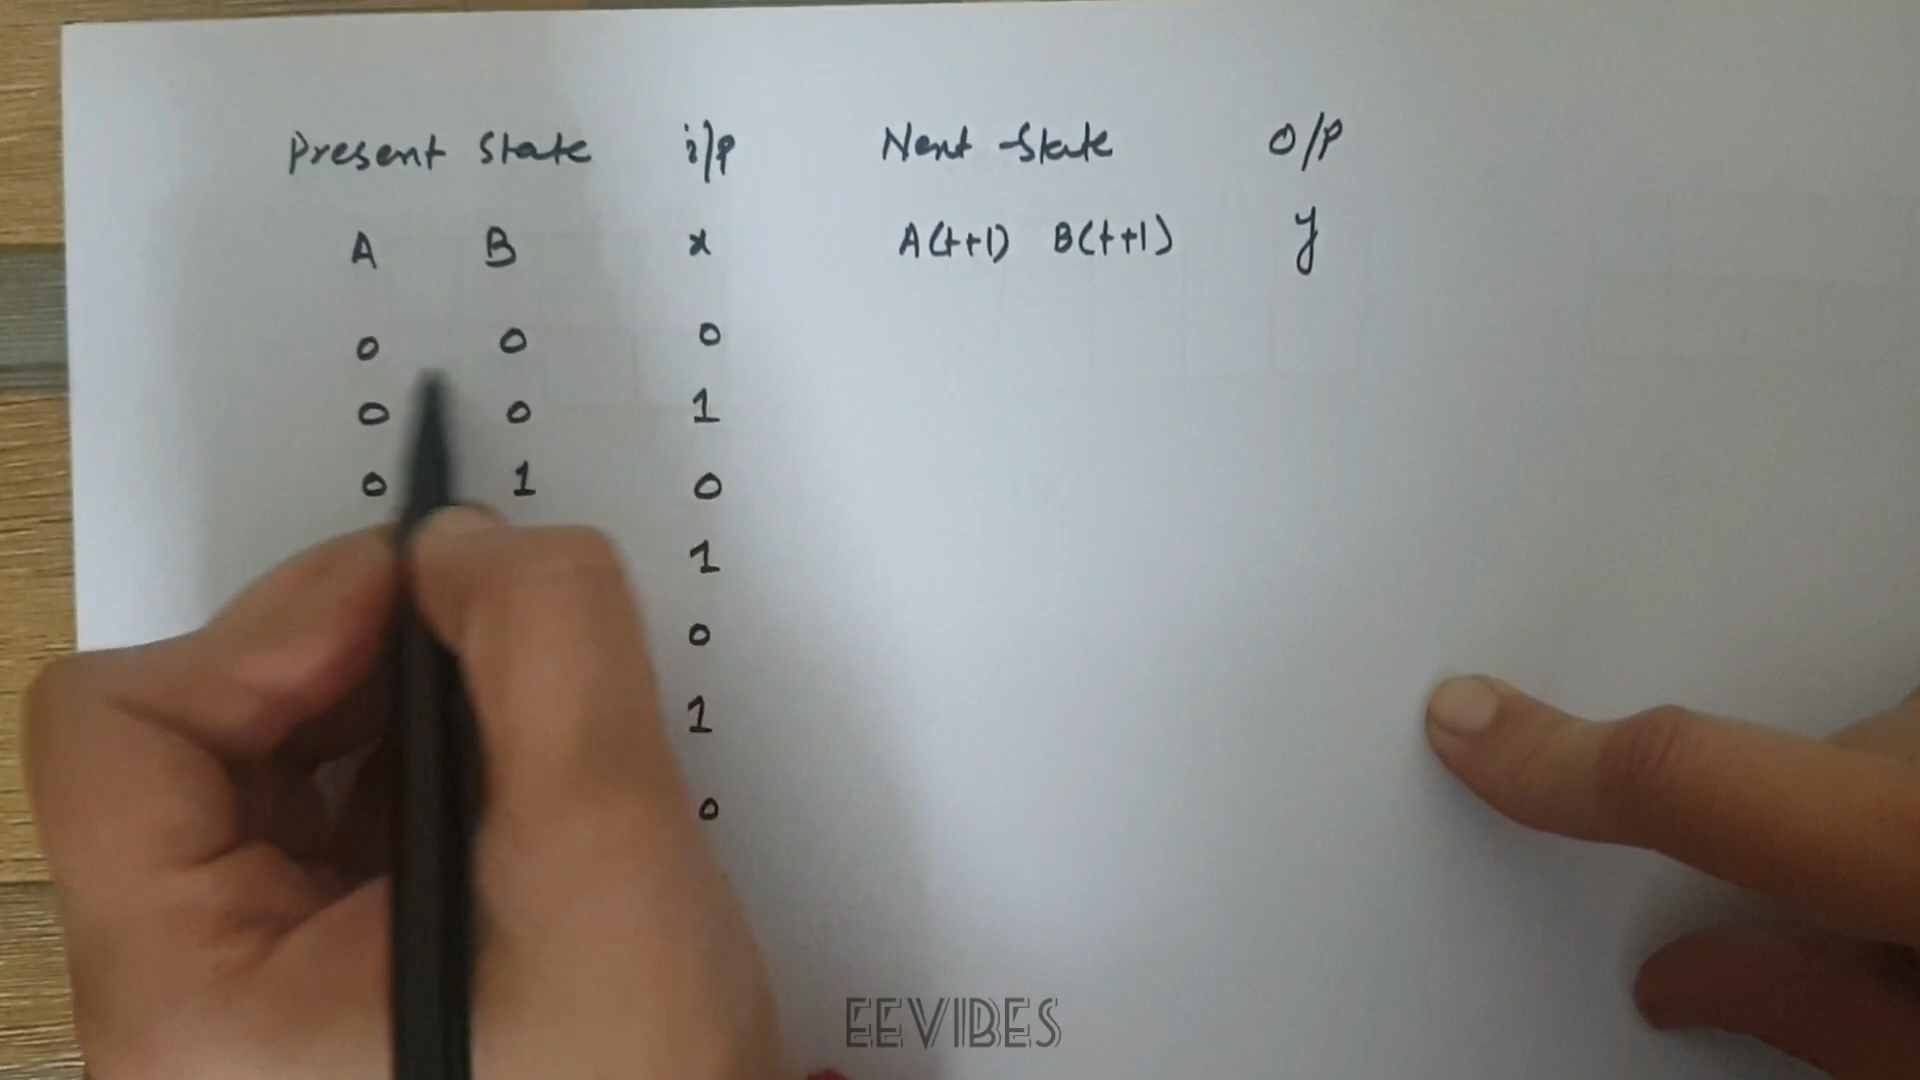 Present State i/p Next State O/P
A B x A(t+1) B(t+1) y
0 0 0
0 0 1
0 1 0
1
0
1
0
EEVIBES